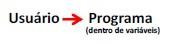 Usuário → Programa
(dentro de variáveis)